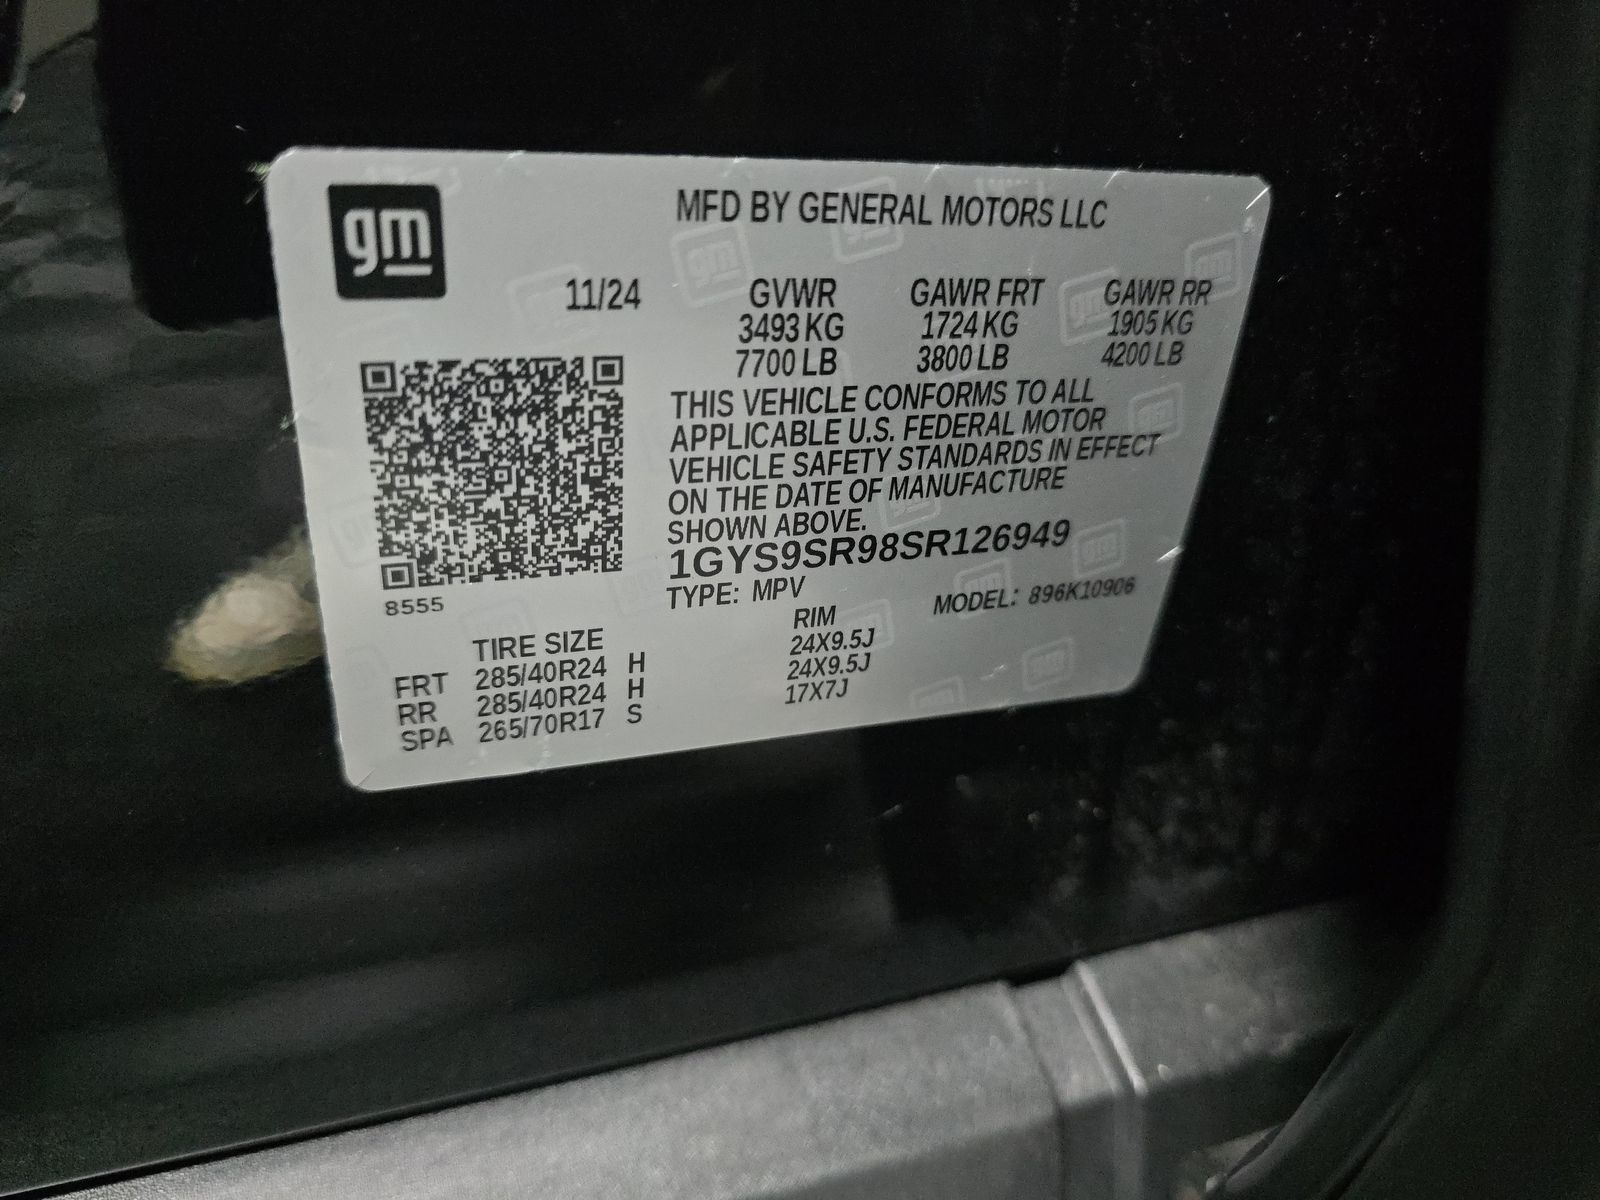 gm
MFD BY GENERAL MOTORS LLC
11/24 GVWR GAWR FRT GAWR RR
3493 KG 1724 KG 1905 KG
7700 LB 3800 LB 4200 LB
THIS VEHICLE CONFORMS TO ALL
APPLICABLE U.S. FEDERAL MOTOR
VEHICLE SAFETY STANDARDS IN EFFECT
ON THE DATE OF MANUFACTURE
SHOWN ABOVE.
1GYS9SR98SR126949
TYPE: MPV MODEL: 896K10906
8555
TIRE SIZE RIM
FRT 285/40R24 H 24X9.5J
RR 285/40R24 H 24X9.5J
SPA 265/70R17 S 17X7J